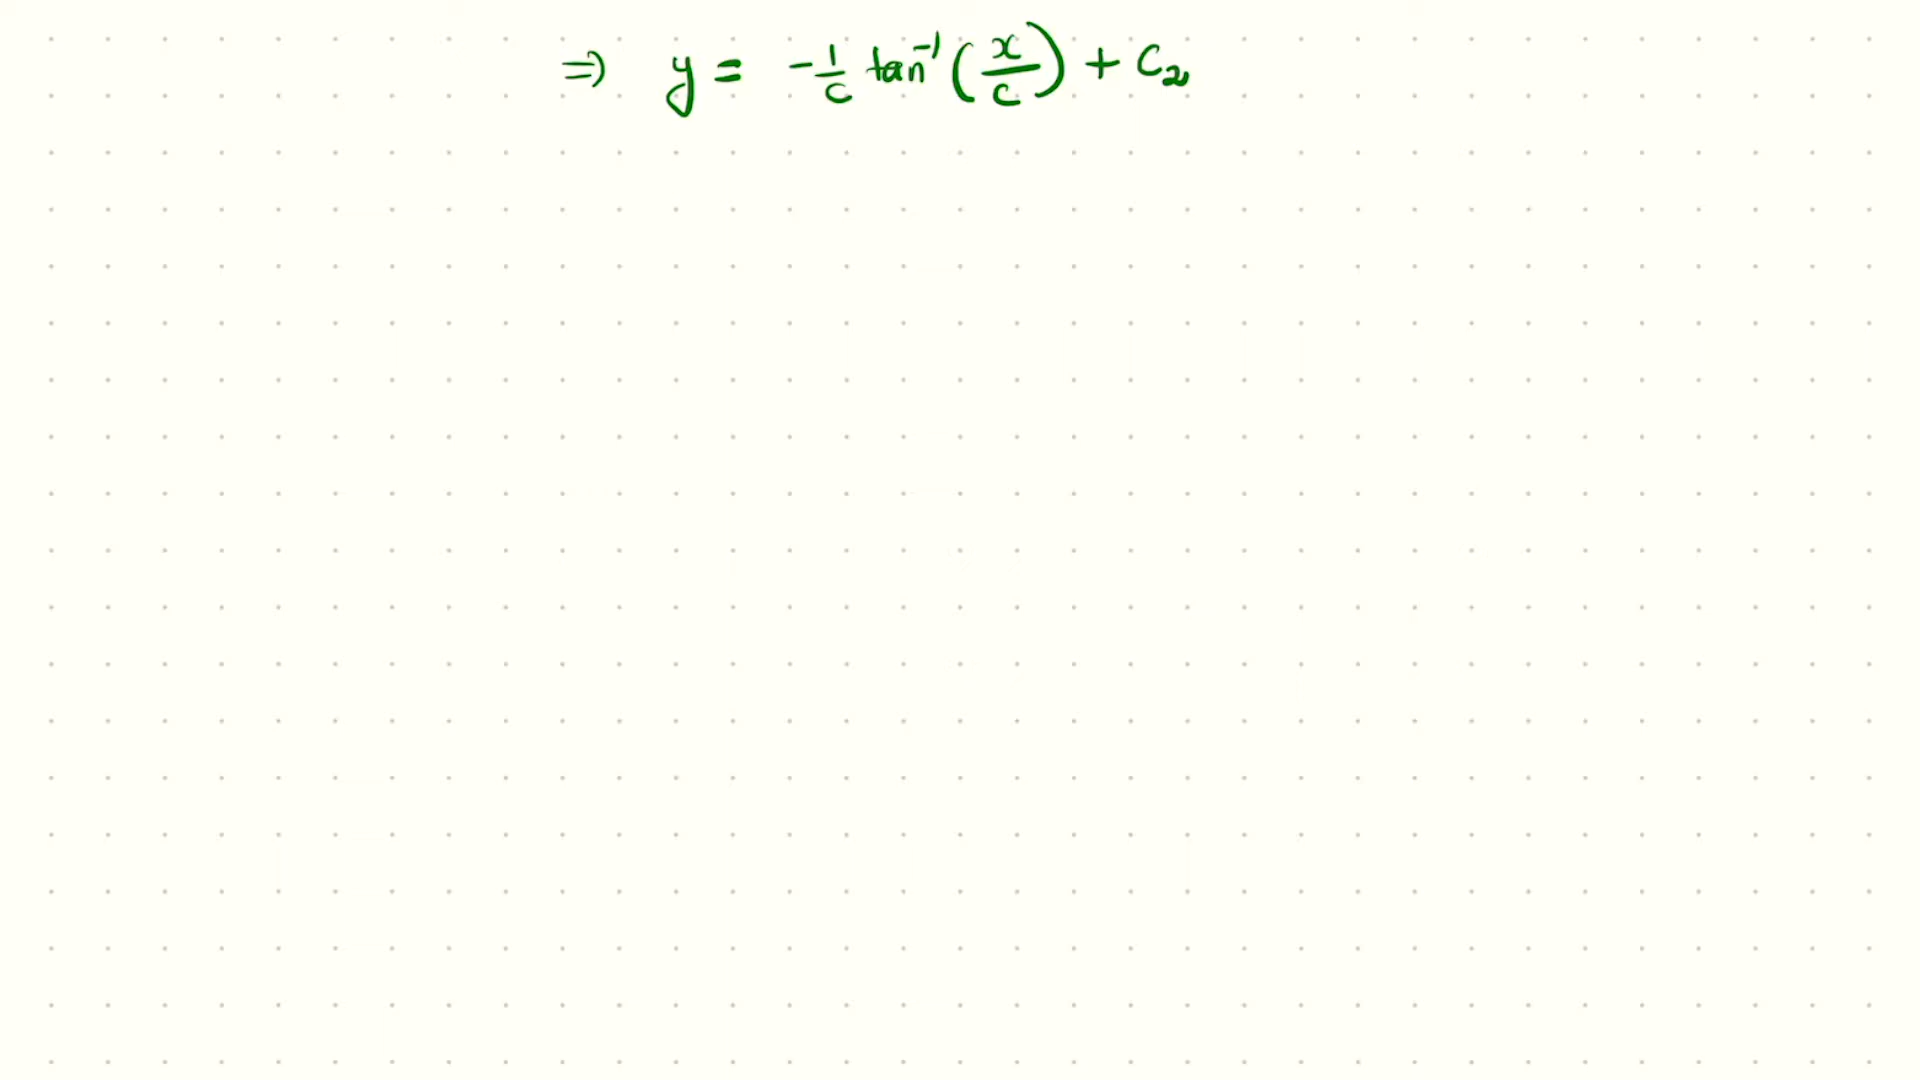 ⇒ y = -1/c tan⁻¹(x/c) + C₂